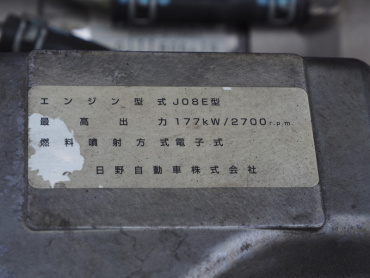 エンジン型式J08E型
最高出力177kW/2700r.p.m.
燃料噴射方式電子式
日野自動車株式会社